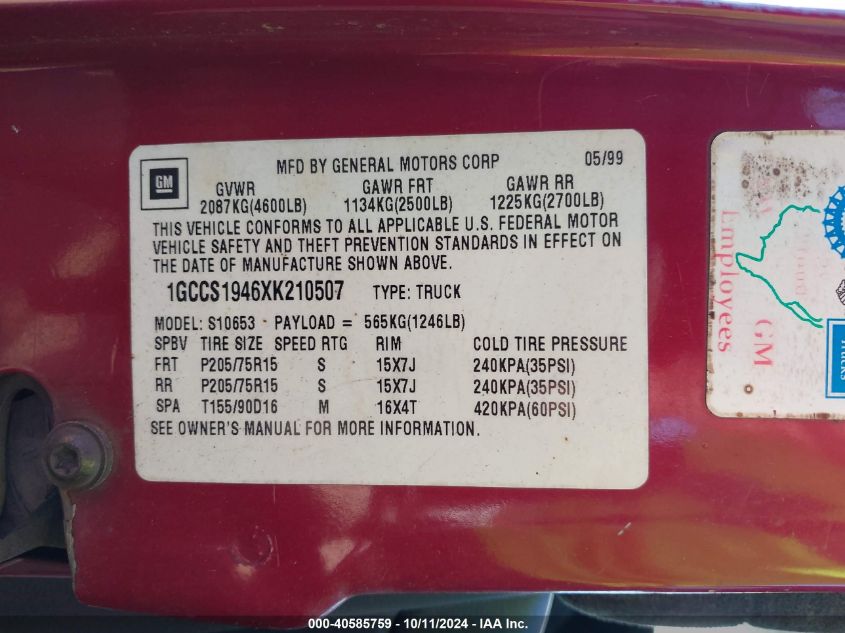 GM
MFD BY GENERAL MOTORS CORP 05/99
GVWR GAWR FRT GAWR RR
2087KG(4600LB) 1134KG(2500LB) 1225KG(2700LB)
THIS VEHICLE CONFORMS TO ALL APPLICABLE U.S. FEDERAL MOTOR
VEHICLE SAFETY AND THEFT PREVENTION STANDARDS IN EFFECT ON
THE DATE OF MANUFACTURE SHOWN ABOVE.
1GCCS1946XK210507 TYPE: TRUCK
MODEL: S10653 PAYLOAD = 565KG(1246LB)
SPBV TIRE SIZE SPEED RTG RIM COLD TIRE PRESSURE
FRT P205/75R15 S 15X7J 240KPA(35PSI)
RR P205/75R15 S 15X7J 240KPA(35PSI)
SPA T155/90D16 M 16X4T 420KPA(60PSI)
SEE OWNER'S MANUAL FOR MORE INFORMATION.
GM
Employees
Trucks
000-40585759 - 10/11/2024 - IAA Inc.